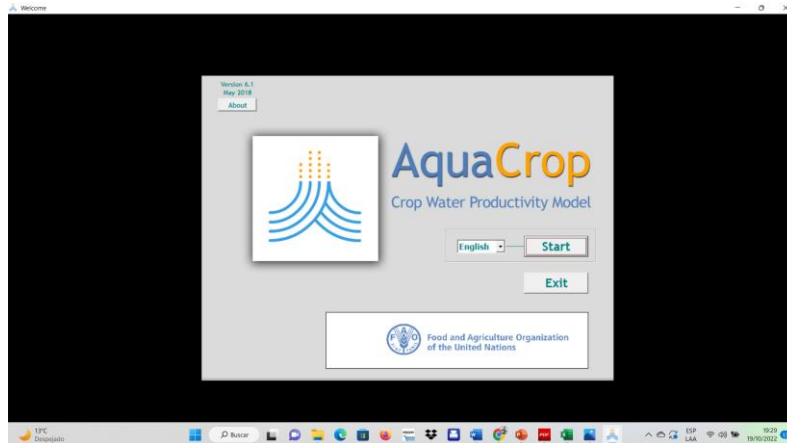 Welcome
Version 6.1
May 2018
About
AquaCrop
Crop Water Productivity Model
English
Start
Exit
FAO
Food and Agriculture Organization
of the United Nations
13°C
Despejado
Buscar
ESP
LAA
19:29
19/10/2022